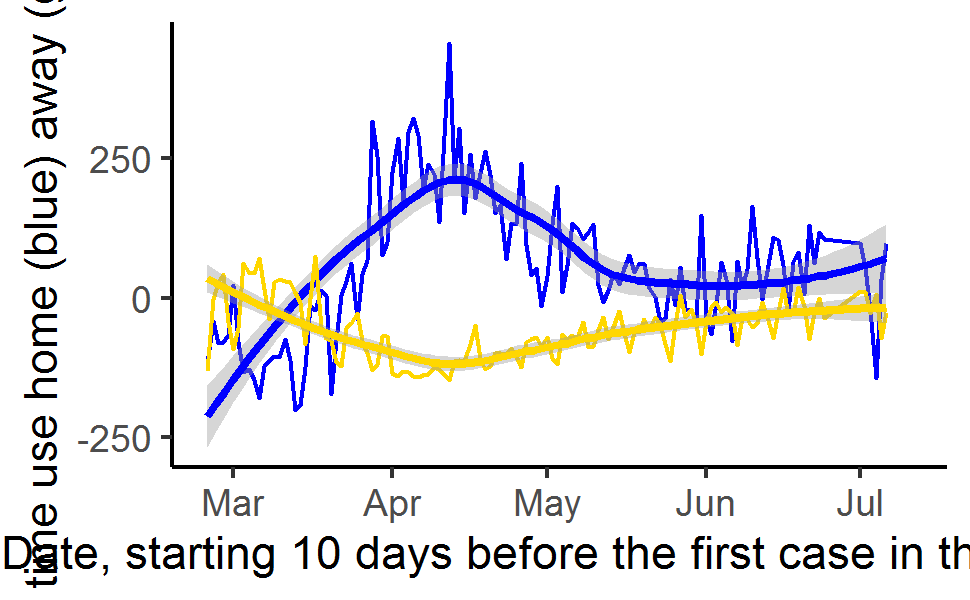 time use home (blue) away (
250
0
-250
Mar Apr May Jun Jul
Date, starting 10 days before the first case in th